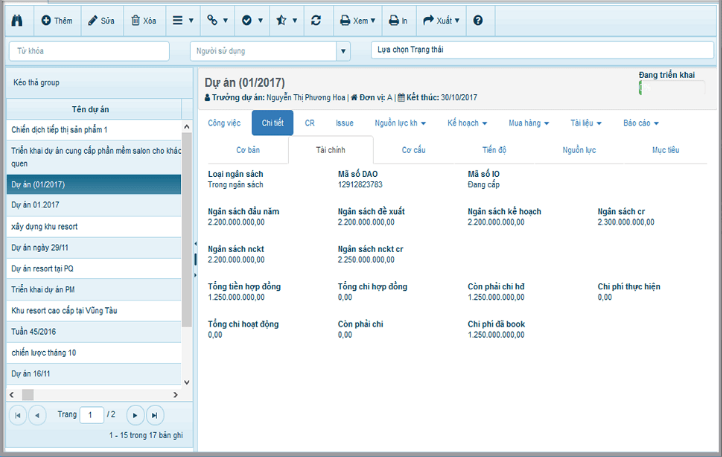 Thêm Sửa Xóa Xem In Xuất
Từ khóa Người sử dụng Lựa chọn Trạng thái
Kéo thả group
Tên dự án
Chiến dịch tiếp thị sản phẩm 1
Triển khai dự án cung cấp phần mềm salon cho khác
quen
Dự án (01/2017)
Dự án 01.2017
xây dựng khu resort
Dự án ngày 29/11
Dự án resort tại PQ
Triển khai dự án PM
Khu resort cao cấp tại Vũng Tàu
Tuần 45/2016
chiến lược tháng 10
Dự án 16/11
Trang 1 / 2
1 - 15 trong 17 bản ghi
Dự án (01/2017)
Đang triển khai
Trưởng dự án: Nguyễn Thị Phương Hoa | Đơn vị: A | Kết thúc: 30/10/2017
Công việc Chi tiết CR Issue Nguồn lực kh Kế hoạch Mua hàng Tài liệu Báo cáo
Cơ bản Tài chính Cơ cấu Tiến độ Nguồn lực Mục tiêu
Loại ngân sách Mã số DAO Mã số IO
Trong ngân sách 12912823783 Đang cấp
Ngân sách đầu năm Ngân sách đề xuất Ngân sách kế hoạch Ngân sách cr
2.200.000.000,00 2.200.000.000,00 2.200.000.000,00 2.300.000.000,00
Ngân sách nckt Ngân sách nckt cr
2.200.000.000,00 2.250.000.000,00
Tổng tiền hợp đồng Tổng chi hợp đồng Còn phải chi hđ Chi phí thực hiện
1.250.000.000,00 0,00 1.250.000.000,00 0,00
Tổng chi hoạt động Còn phải chi Chi phí đã book
0,00 0,00 1.250.000.000,00